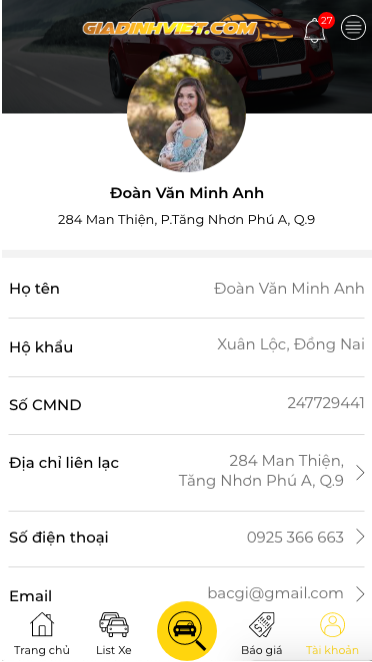 GIADINHVIET.COM
27
Đoàn Văn Minh Anh
284 Man Thiện, P.Tăng Nhơn Phú A, Q.9
Họ tên
Đoàn Văn Minh Anh
Hộ khẩu
Xuân Lộc, Đồng Nai
Số CMND
247729441
Địa chỉ liên lạc
284 Man Thiện,
Tăng Nhơn Phú A, Q.9
Số điện thoại
0925 366 663
Email
bacgi@gmail.com
Trang chủ
List Xe
Báo giá
Tài khoản